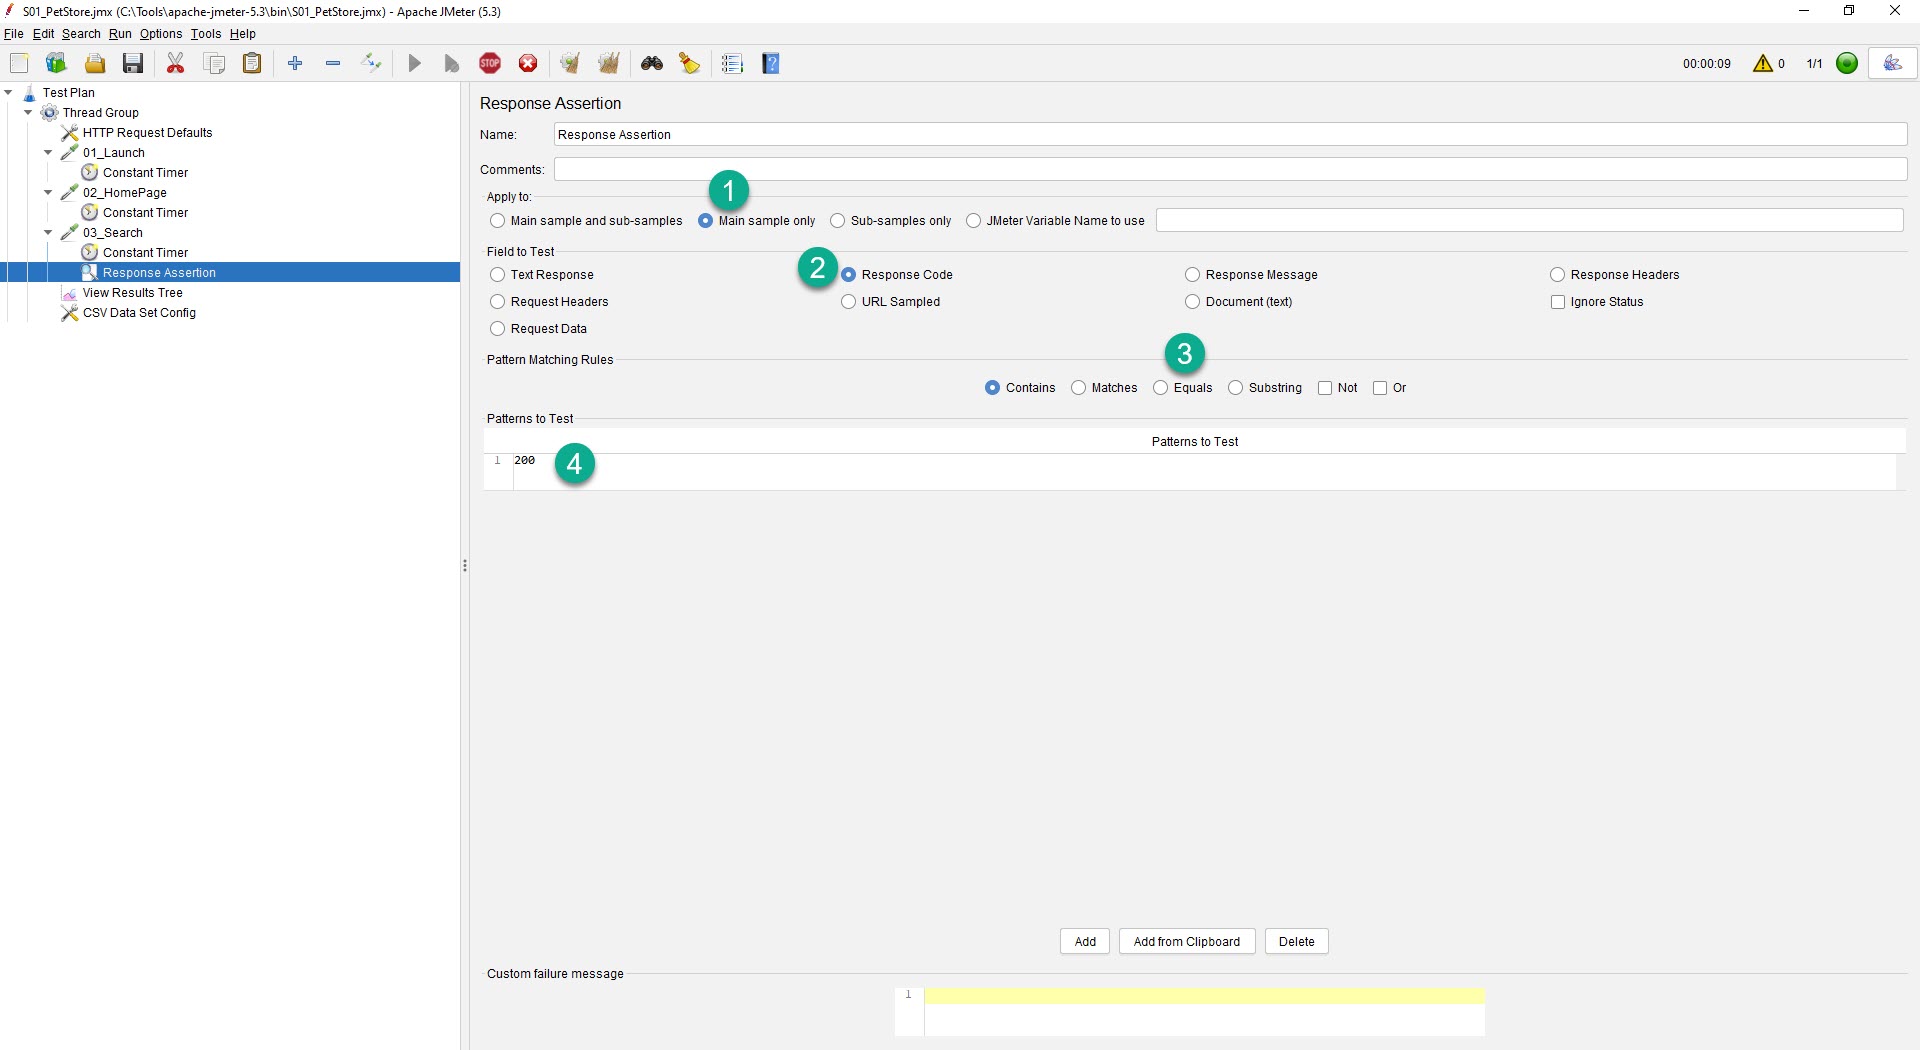 S01_PetStore.jmx (C:\Tools\apache-jmeter-5.3\bin\S01_PetStore.jmx) - Apache JMeter (5.3)
File Edit Search Run Options Tools Help
STOP ? 00:00:09 0 1/1
Test Plan
Thread Group
HTTP Request Defaults
01_Launch
Constant Timer
02_HomePage
Constant Timer
03_Search
Constant Timer
Response Assertion
View Results Tree
CSV Data Set Config
Response Assertion
Name: Response Assertion
Comments:
1
Apply to:
Main sample and sub-samples Main sample only Sub-samples only JMeter Variable Name to use
Field to Test
2
Text Response Response Code Response Message Response Headers
Request Headers URL Sampled Document (text) Ignore Status
Request Data
3
Pattern Matching Rules
Contains Matches Equals Substring Not Or
Patterns to Test
Patterns to Test
1 200 4
Add Add from Clipboard Delete
Custom failure message
1